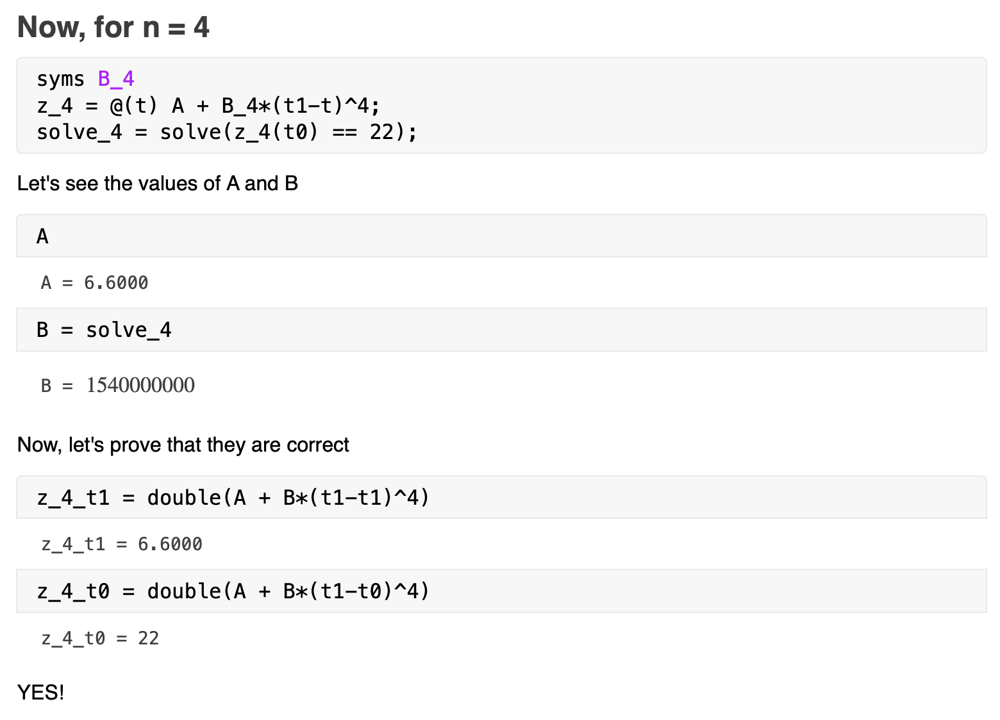 Now, for n = 4
syms B_4
z_4 = @(t) A + B_4*(t1-t)^4;
solve_4 = solve(z_4(t0) == 22);
Let's see the values of A and B
A
A = 6.6000
B = solve_4
B = 1540000000
Now, let's prove that they are correct
z_4_t1 = double(A + B*(t1-t1)^4)
z_4_t1 = 6.6000
z_4_t0 = double(A + B*(t1-t0)^4)
z_4_t0 = 22
YES!